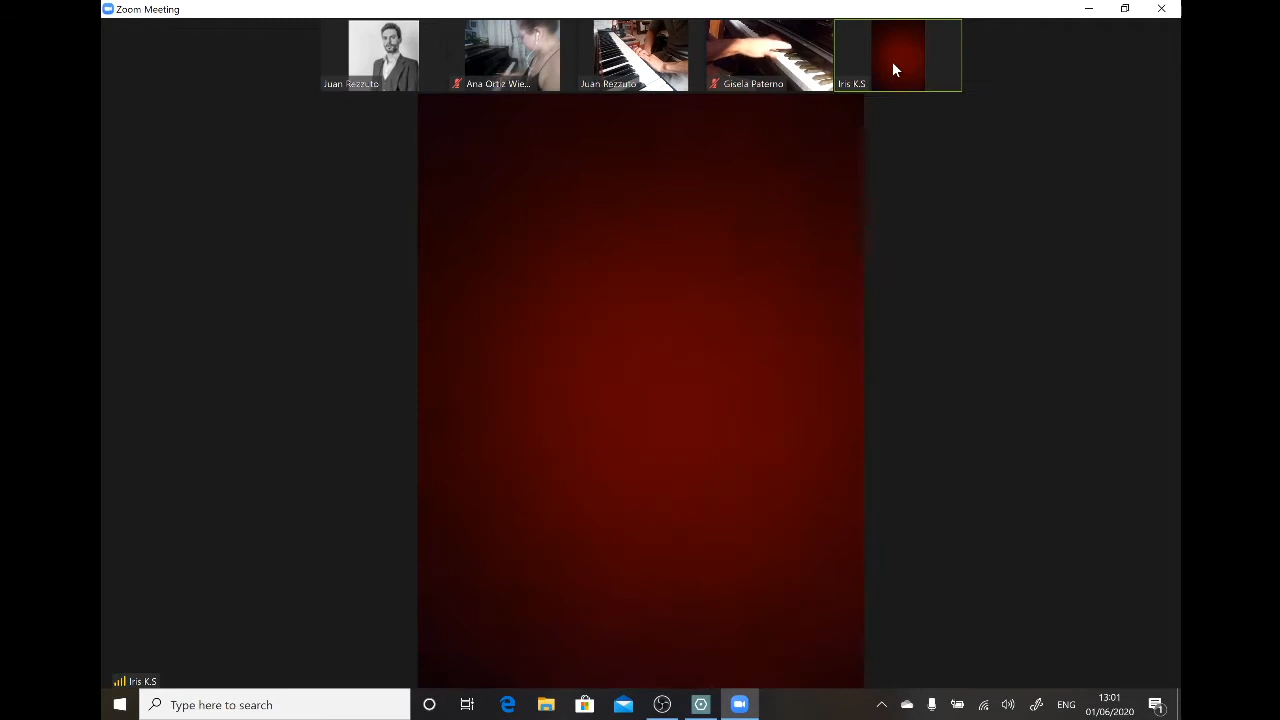 Zoom Meeting
Juan Rezzuto
Ana Ortiz Wie...
Juan Rezzuto
Gisela Paterno
Iris K.S
Iris K.S
Type here to search
ENG
13:01
01/06/2020
1